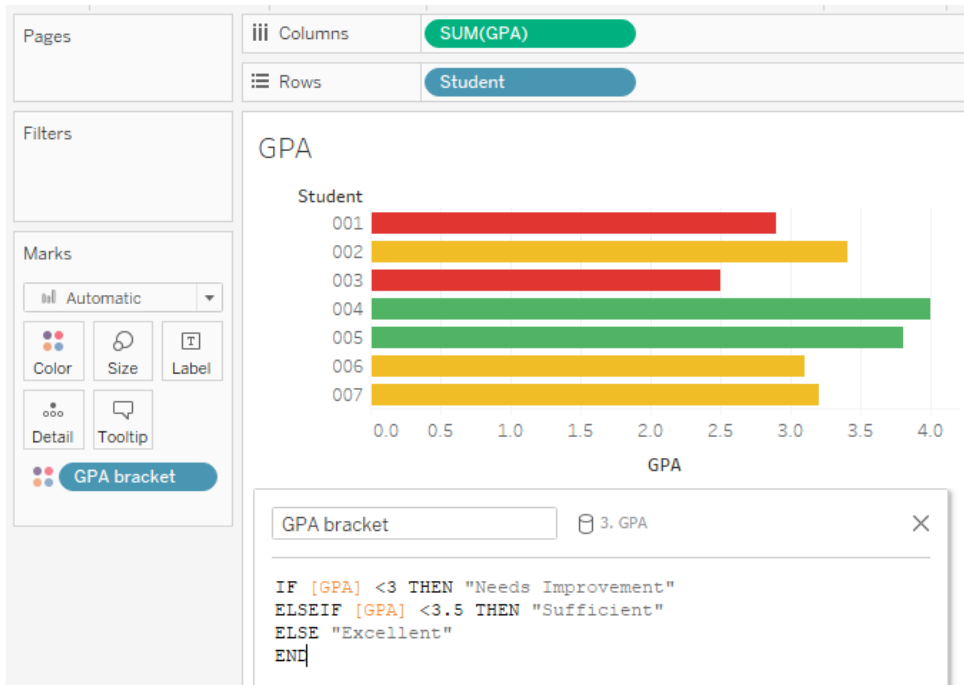 Pages
Columns SUM(GPA)
Rows Student
Filters
GPA
Student
001
002
003
004
005
006
007
0.0 0.5 1.0 1.5 2.0 2.5 3.0 3.5 4.0
GPA
Marks
Automatic
Color Size T Label
Detail Tooltip
GPA bracket
GPA bracket 3. GPA
IF [GPA] <3 THEN "Needs Improvement"
ELSEIF [GPA] <3.5 THEN "Sufficient"
ELSE "Excellent"
END